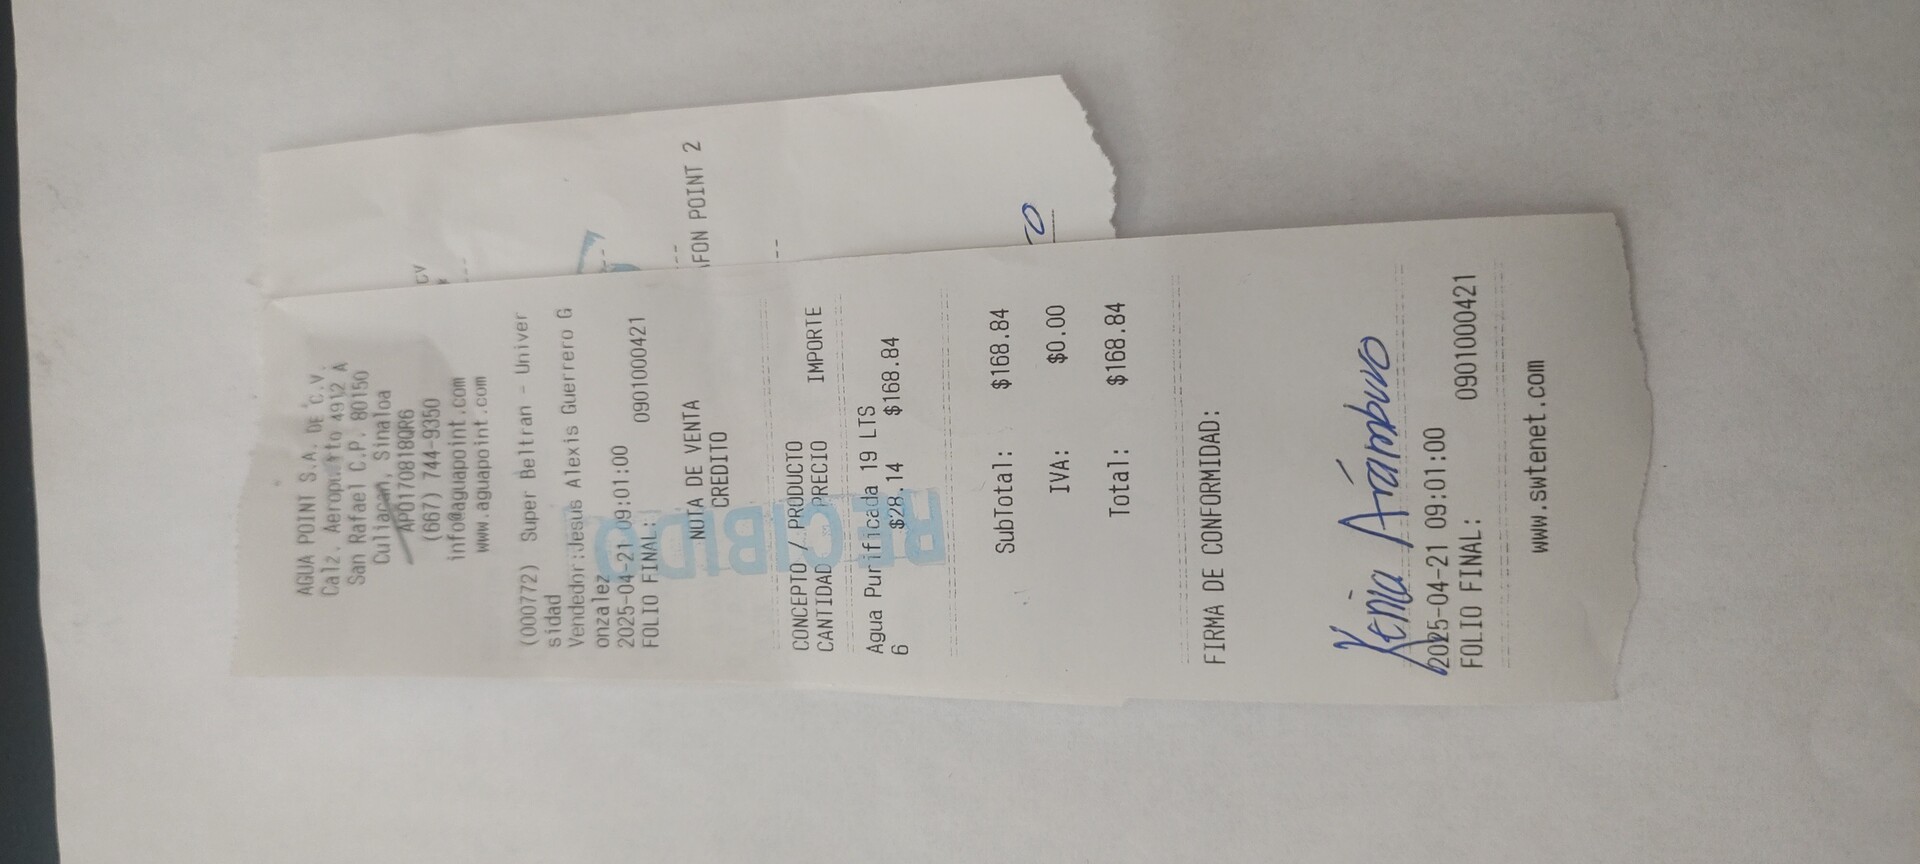 AGUA POINT S.A. DE C.V.
Calz. Aeropuerto 4912 A
San Rafael C.P. 80150
Culiacan, Sinaloa
APO170818QR6
(667) 744-9350
info@aguapoint.com
www.aguapoint.com
(000772) Super Beltran - Univer
sidad
Vendedor:Jesus Alexis Guerrero G
onzalez
2025-04-21 09:01:00
FOLIO FINAL: 0901000421
NOTA DE VENTA
CREDITO
RECIBIDO
CONCEPTO / PRODUCTO
CANTIDAD PRECIO IMPORTE
Agua Purificada 19 LTS
6 $28.14 $168.84
SubTotal: $168.84
IVA: $0.00
Total: $168.84
FIRMA DE CONFORMIDAD:
Kenia Arámburo
2025-04-21 09:01:00
FOLIO FINAL: 0901000421
www.swtenet.com
CV
FON POINT 2